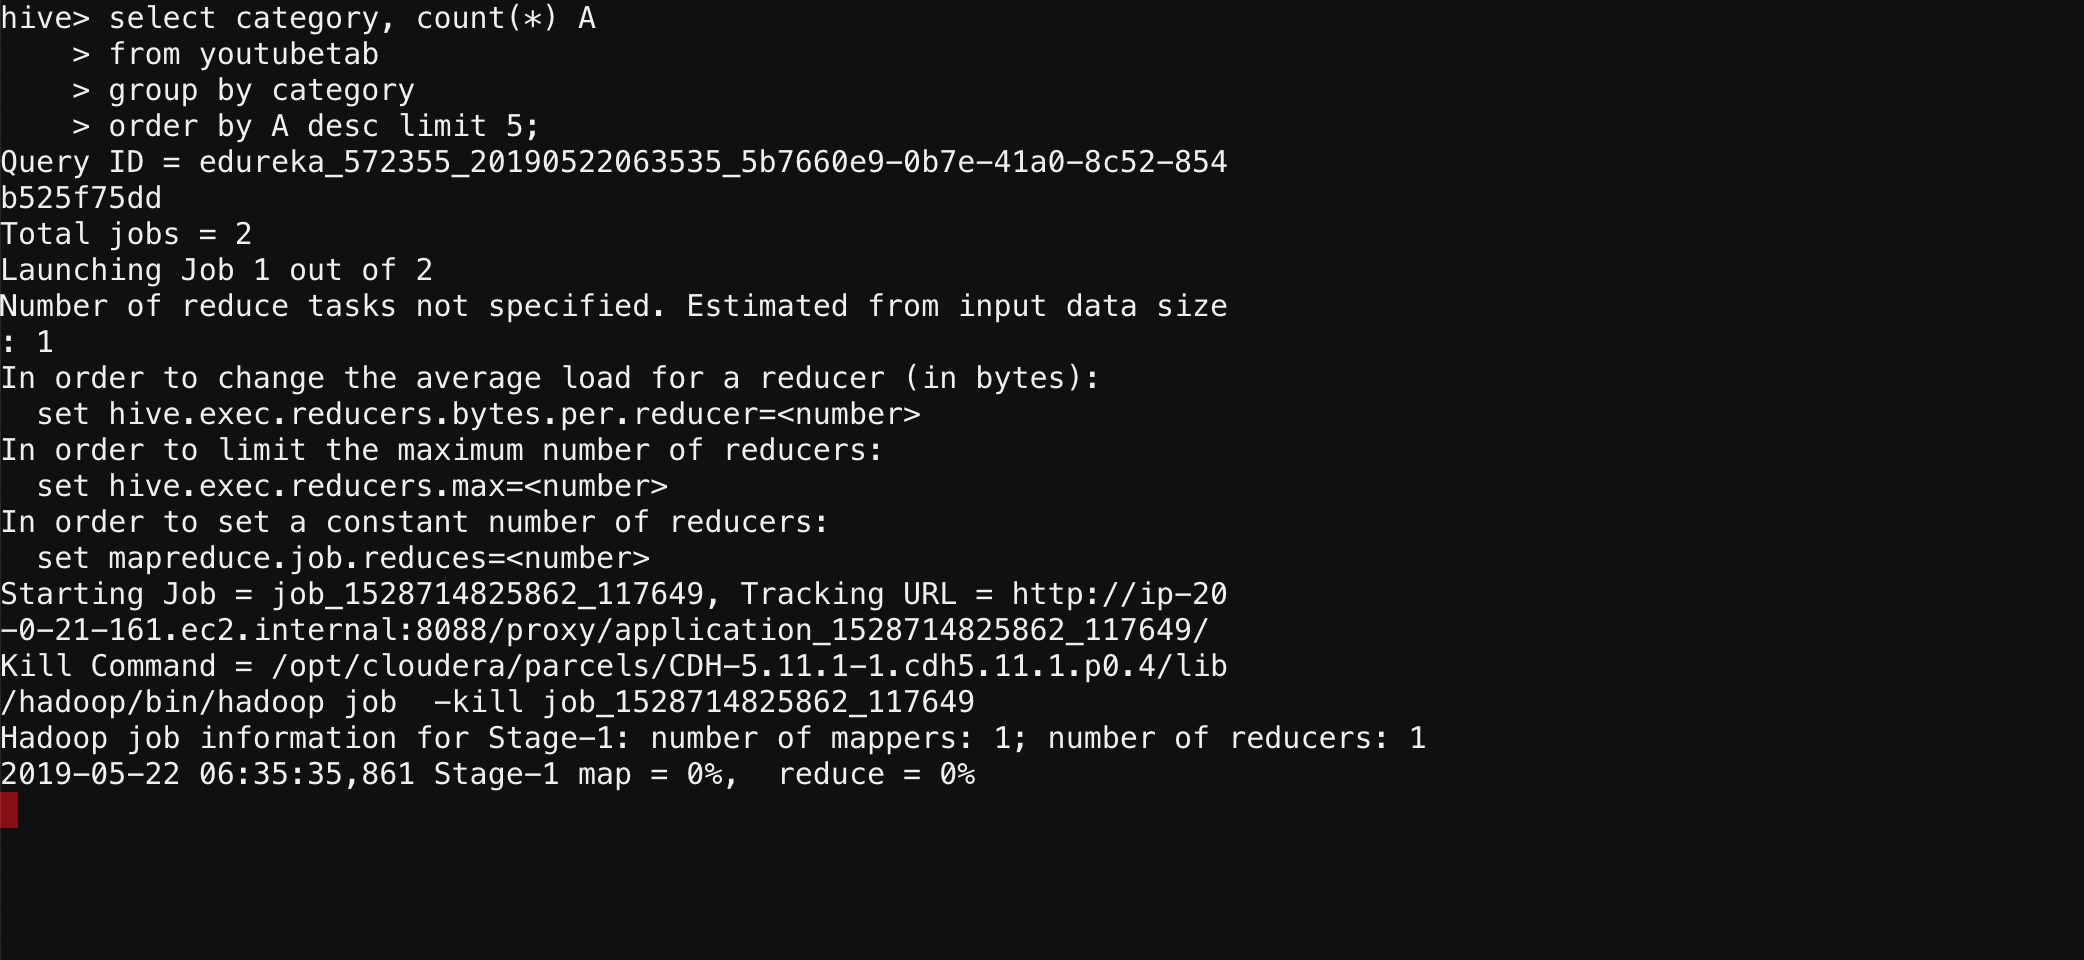 hive> select category, count(*) A
    > from youtubetab
    > group by category
    > order by A desc limit 5;
Query ID = edureka_572355_20190522063535_5b7660e9-0b7e-41a0-8c52-854
b525f75dd
Total jobs = 2
Launching Job 1 out of 2
Number of reduce tasks not specified. Estimated from input data size
: 1
In order to change the average load for a reducer (in bytes):
  set hive.exec.reducers.bytes.per.reducer=<number>
In order to limit the maximum number of reducers:
  set hive.exec.reducers.max=<number>
In order to set a constant number of reducers:
  set mapreduce.job.reduces=<number>
Starting Job = job_1528714825862_117649, Tracking URL = http://ip-20
-0-21-161.ec2.internal:8088/proxy/application_1528714825862_117649/
Kill Command = /opt/cloudera/parcels/CDH-5.11.1-1.cdh5.11.1.p0.4/lib
/hadoop/bin/hadoop job  -kill job_1528714825862_117649
Hadoop job information for Stage-1: number of mappers: 1; number of reducers: 1
2019-05-22 06:35:35,861 Stage-1 map = 0%,  reduce = 0%